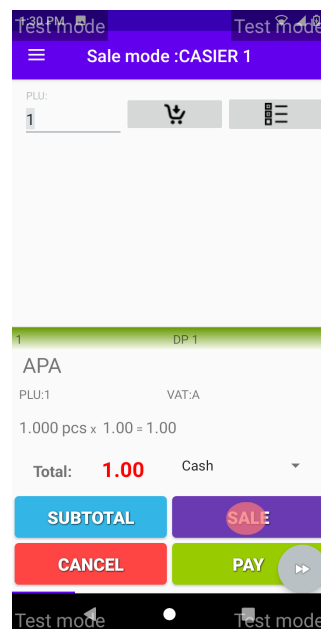 1:30 PM
Test mode
Test mode
Sale mode :CASIER 1
PLU:
1
1
DP 1
APA
PLU:1
VAT:A
1.000 pcs x 1.00 = 1.00
Total: 1.00
Cash
SUBTOTAL
SALE
CANCEL
PAY
Test mode
Test mode